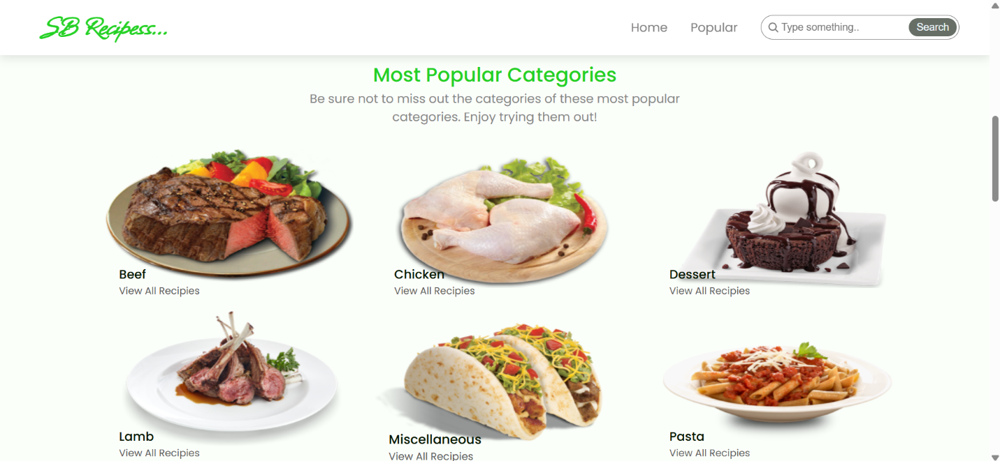 SB Recipess...
Home
Popular
Type something..
Search
Most Popular Categories
Be sure not to miss out the categories of these most popular
categories. Enjoy trying them out!
Beef
View All Recipies
Chicken
View All Recipies
Dessert
View All Recipies
Lamb
View All Recipies
Miscellaneous
View All Recipies
Pasta
View All Recipies